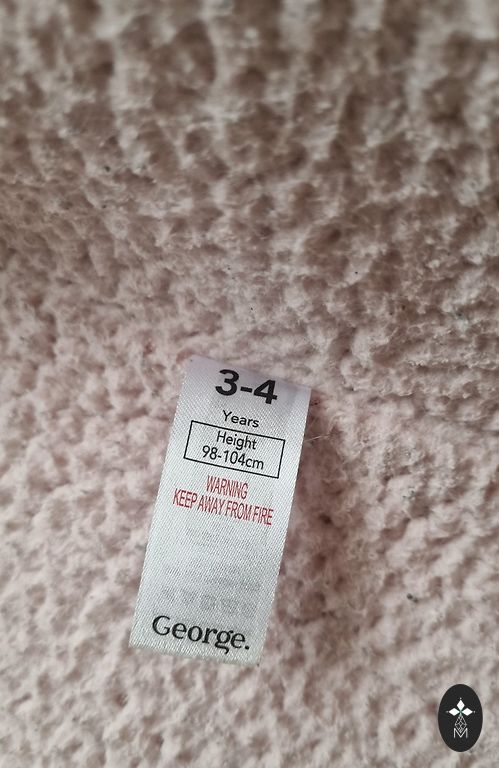 3-4
Years
Height
98-104cm
WARNING
KEEP AWAY FROM FIRE
George.
M